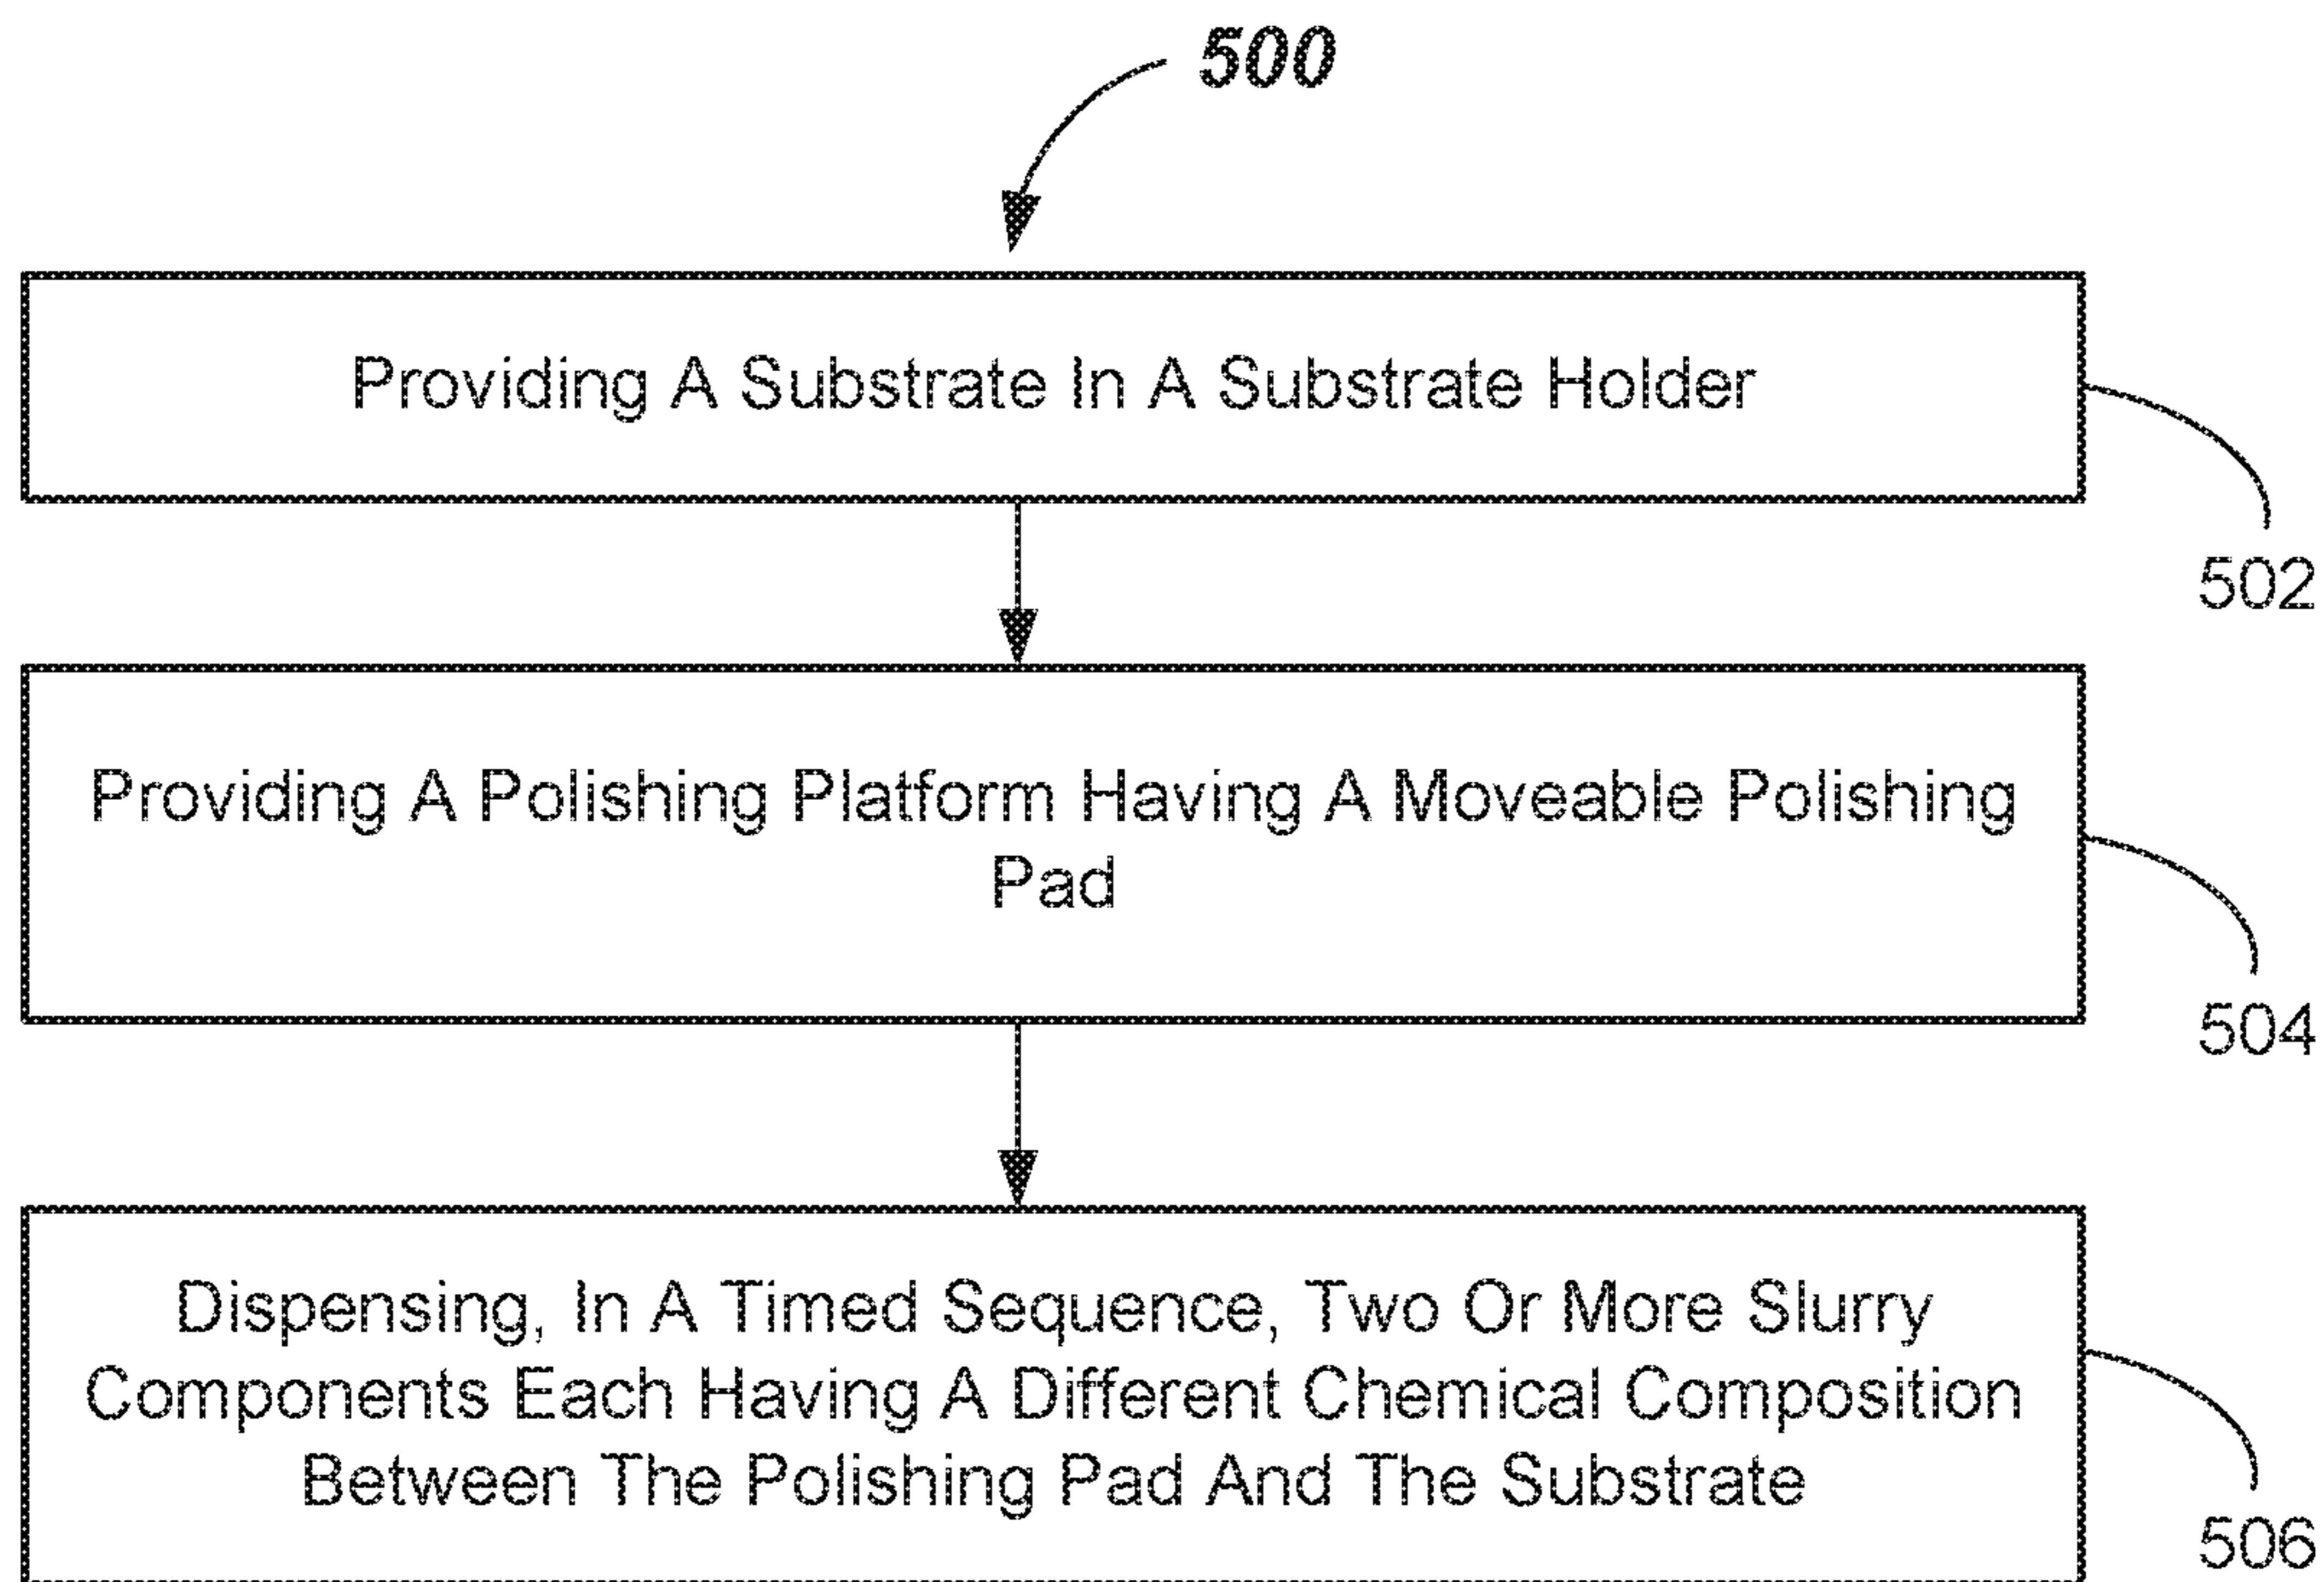 500
Providing A Substrate In A Substrate Holder
502
Providing A Polishing Platform Having A Moveable Polishing
Pad
504
Dispensing, In A Timed Sequence, Two Or More Slurry
Components Each Having A Different Chemical Composition
Between The Polishing Pad And The Substrate
506